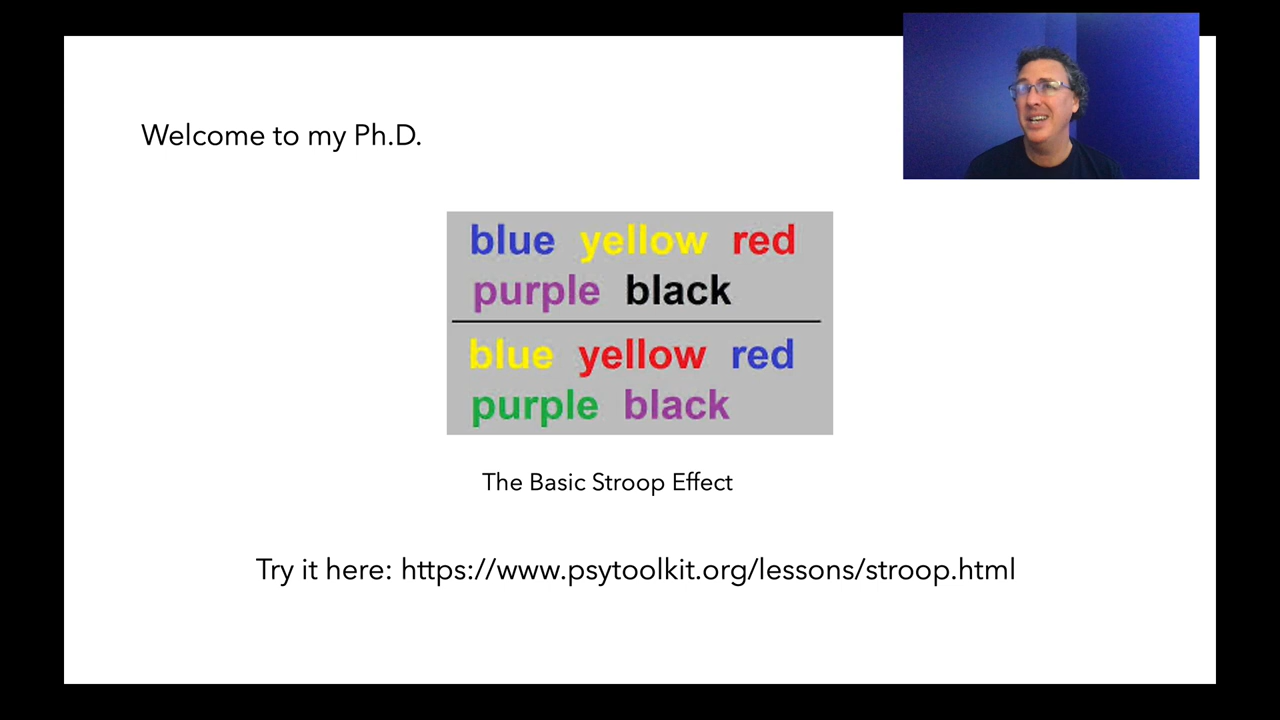 Welcome to my Ph.D.
blue yellow red
purple black
blue yellow red
purple black
The Basic Stroop Effect
Try it here: https://www.psytoolkit.org/lessons/stroop.html